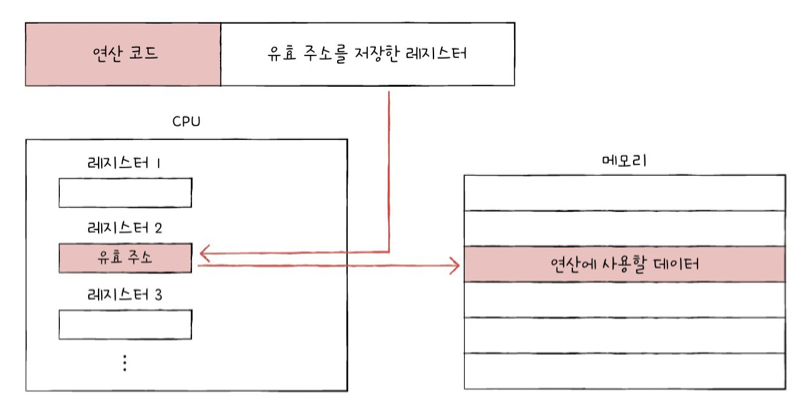 연산 코드
유효 주소를 저장한 레지스터
CPU
레지스터 1
레지스터 2
유효 주소
레지스터 3
⋮
메모리
연산에 사용할 데이터